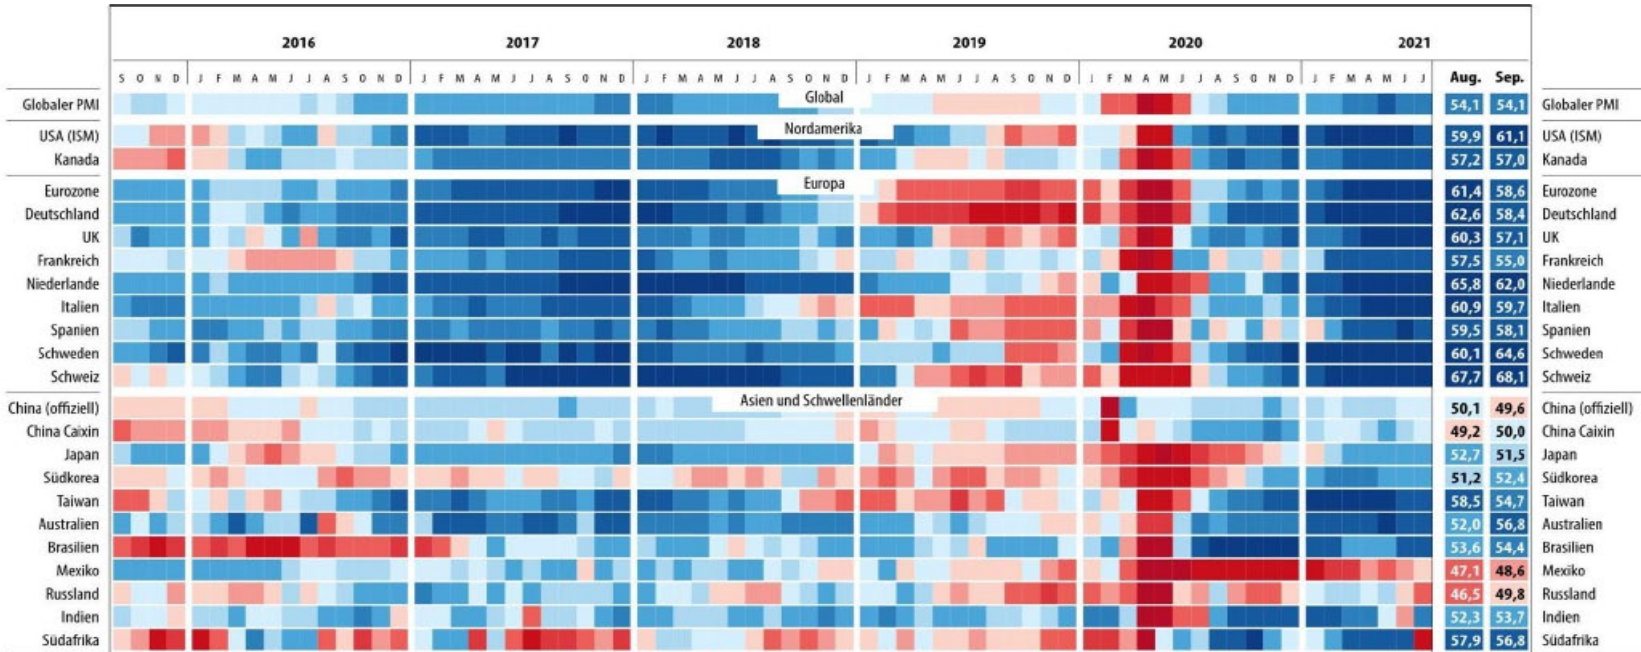 2016 2017 2018 2019 2020 2021
S O N D J F M A M J J A S O N D J F M A M J J A S O N D J F M A M J J A S O N D J F M A M J J A S O N D J F M A M J J A S O N D J F M A M J J Aug. Sep.
Global
Globaler PMI 54,1 54,1 Globaler PMI
Nordamerika
USA (ISM) 59,9 61,1 USA (ISM)
Kanada 57,2 57,0 Kanada
Europa
Eurozone 61,4 58,6 Eurozone
Deutschland 62,6 58,4 Deutschland
UK 60,3 57,1 UK
Frankreich 57,5 55,0 Frankreich
Niederlande 65,8 62,0 Niederlande
Italien 60,9 59,7 Italien
Spanien 59,5 58,1 Spanien
Schweden 60,1 64,6 Schweden
Schweiz 67,7 68,1 Schweiz
Asien und Schwellenländer
China (offiziell) 50,1 49,6 China (offiziell)
China Caixin 49,2 50,0 China Caixin
Japan 52,7 51,5 Japan
Südkorea 51,2 52,4 Südkorea
Taiwan 58,5 54,7 Taiwan
Australien 52,0 56,8 Australien
Brasilien 53,6 54,4 Brasilien
Mexiko 47,1 48,6 Mexiko
Russland 46,5 49,8 Russland
Indien 52,3 53,7 Indien
Südafrika 57,9 56,8 Südafrika